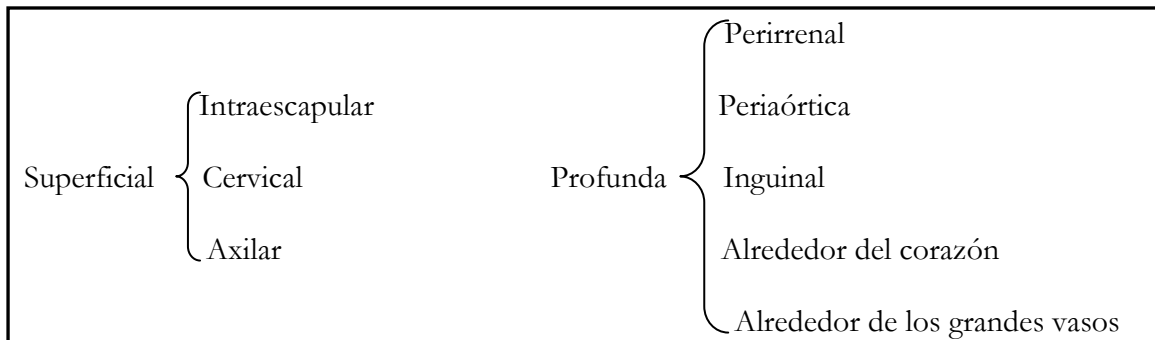 Superficial
Intraescapular
Cervical
Axilar
Profunda
Perirrenal
Periaórtica
Inguinal
Alrededor del corazón
Alrededor de los grandes vasos